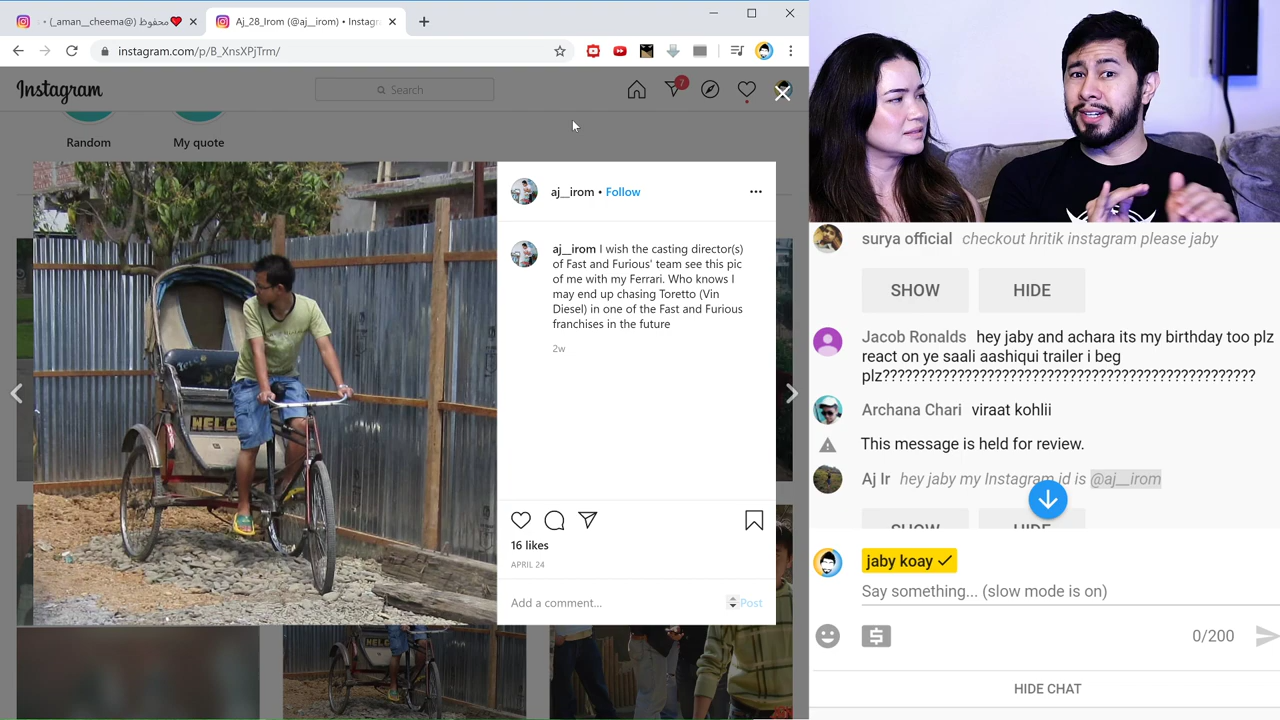 محفوظ❤ (@_aman__cheema_) •
Aj_28_Irom (@aj__irom) • Instagr
instagram.com/p/B_XnsXPjTrm/
Instagram
Search
7
Random
My quote
HELC
aj__irom • Follow
aj__irom I wish the casting director(s)
of Fast and Furious' team see this pic
of me with my Ferrari. Who knows I
may end up chasing Toretto (Vin
Diesel) in one of the Fast and Furious
franchises in the future
2w
16 likes
APRIL 24
Add a comment...
Post
HELC
surya official checkout hritik instagram please jaby
SHOW
HIDE
Jacob Ronalds hey jaby and achara its my birthday too plz
react on ye saali aashiqui trailer i beg
plz??????????????????????????????????????????????????
Archana Chari viraat kohlii
This message is held for review.
Aj Ir hey jaby my Instagram id is @aj__irom
SHOW
HIDE
jaby koay ✓
Say something... (slow mode is on)
0/200
HIDE CHAT